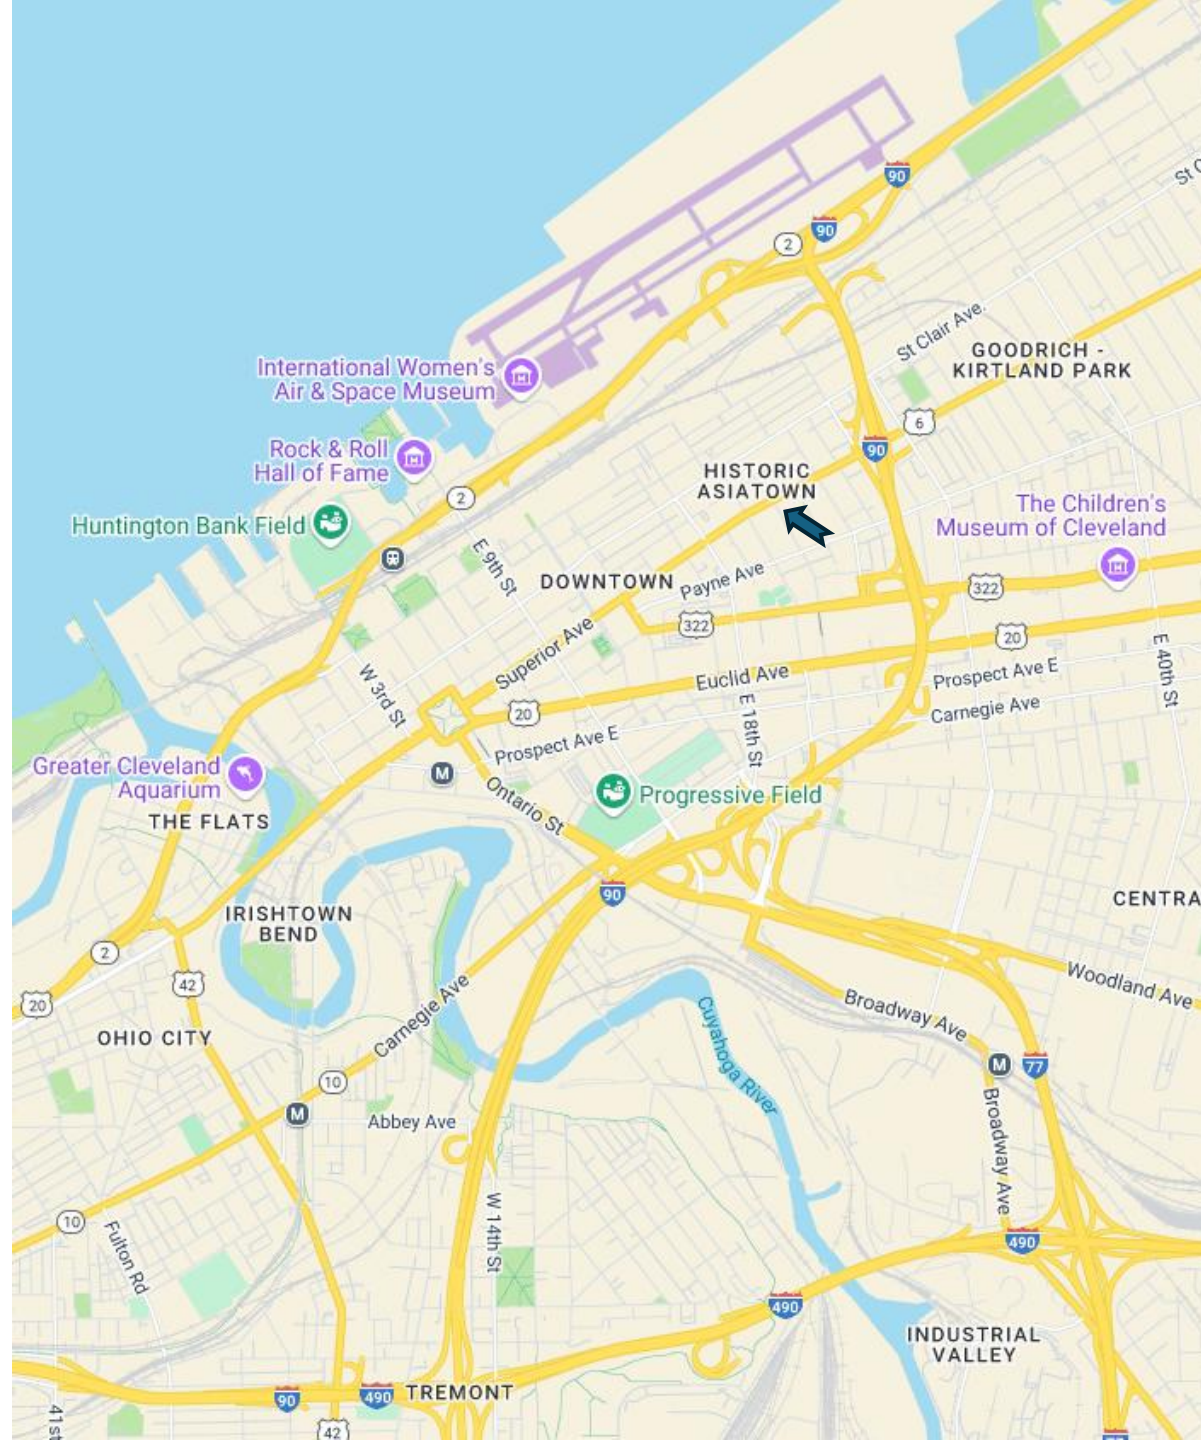 90
90
2
St C
St Clair Ave.
GOODRICH -
KIRTLAND PARK
International Women's
Air & Space Museum
6
90
Rock & Roll
Hall of Fame
HISTORIC
ASIATOWN
2
The Children's
Museum of Cleveland
Huntington Bank Field
E 9th St
DOWNTOWN
Payne Ave
322
322
20
Superior Ave
E 40th St
W 3rd St
Euclid Ave
Prospect Ave E
E 18th St
Carnegie Ave
20
Prospect Ave E
Greater Cleveland
Aquarium
M
Ontario St
Progressive Field
THE FLATS
90
CENTRA
IRISHTOWN
BEND
2
42
20
Woodland Ave
Broadway Ave
Carnegie Ave
Cuyahoga River
OHIO CITY
M
77
10
M
Abbey Ave
Broadway Ave
10
W 14th St
Fulton Rd
490
490
INDUSTRIAL
VALLEY
90
490
TREMONT
41st
42